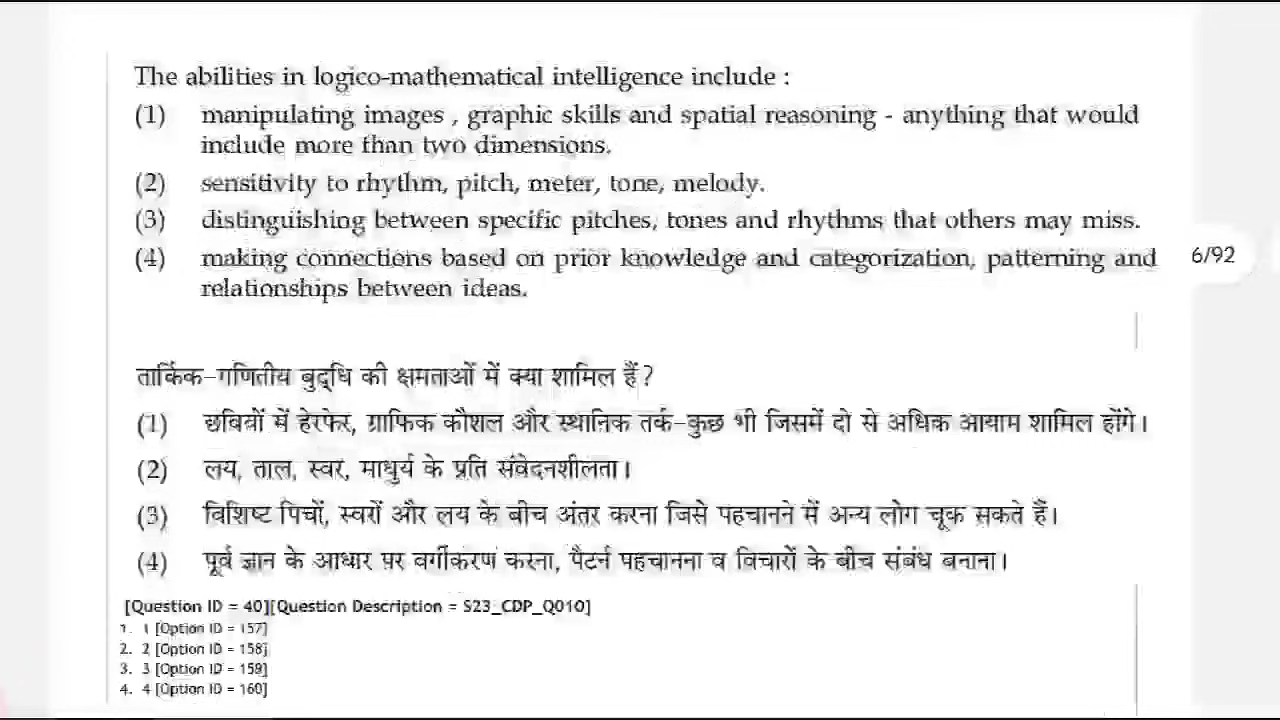 The abilities in logico-mathematical intelligence include :
(1) manipulating images , graphic skills and spatial reasoning - anything that would
include more than two dimensions.
(2) sensitivity to rhythm, pitch, meter, tone, melody.
(3) distinguishing between specific pitches, tones and rhythms that others may miss.
(4) making connections based on prior knowledge and categorization, patterning and
relationships between ideas.
6/92
तार्किक-गणितीय बुद्धि की क्षमताओं में क्या शामिल हैं?
(1) छवियों में हेरफेर, ग्राफिक कौशल और स्थानिक तर्क-कुछ भी जिसमें दो से अधिक आयाम शामिल होंगे।
(2) लय, ताल, स्वर, माधुर्य के प्रति संवेदनशीलता।
(3) विशिष्ट पिचों, स्वरों और लय के बीच अंतर करना जिसे पहचानने में अन्य लोग चूक सकते हैं।
(4) पूर्व ज्ञान के आधार पर वर्गीकरण करना, पैटर्न पहचानना व विचारों के बीच संबंध बनाना।
[Question ID = 40][Question Description = S23_CDP_Q010]
1. 1 [Option ID = 157]
2. 2 [Option ID = 158]
3. 3 [Option ID = 159]
4. 4 [Option ID = 160]